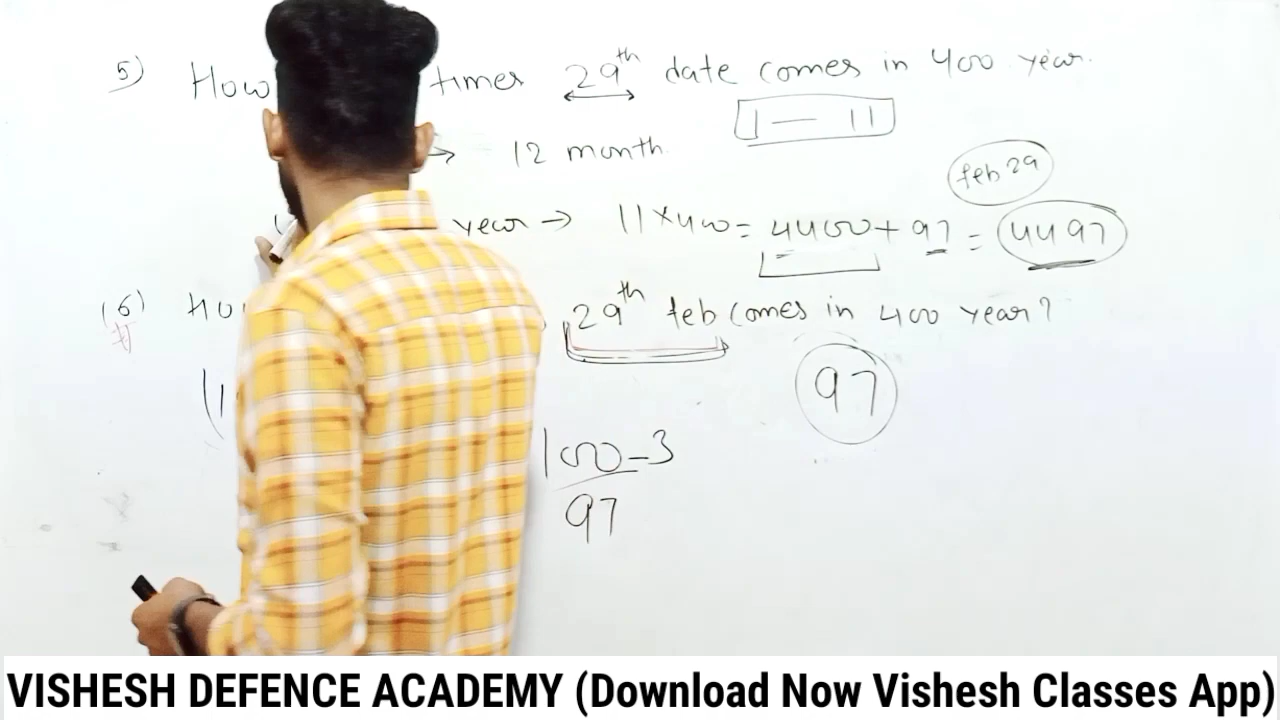 5) How times 29th date comes in 400 year.
1 — 11
→ 12 month.
feb 29
year → 11×400 = 4400 + 97 = 4497
(6) Ho 29th feb comes in 400 year?
97
100-3
97
VISHESH DEFENCE ACADEMY (Download Now Vishesh Classes App)